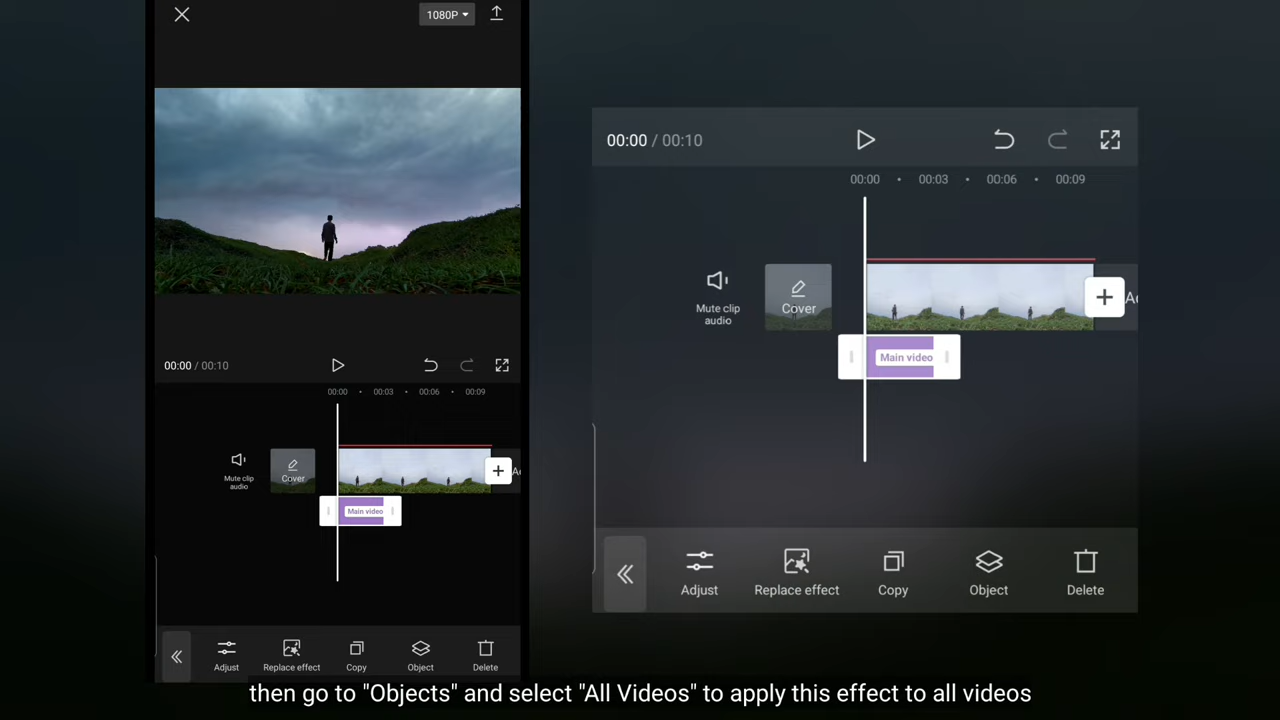 1080P
00:00 / 00:10
00:00 • 00:03 • 00:06 • 00:09
Mute clip
audio
Cover
Main video
Adjust
Replace effect
Copy
Object
Delete
00:00 / 00:10
00:00 • 00:03 • 00:06 • 00:09
Mute clip
audio
Cover
Main video
Adjust
Replace effect
Copy
Object
Delete
then go to "Objects" and select "All Videos" to apply this effect to all videos